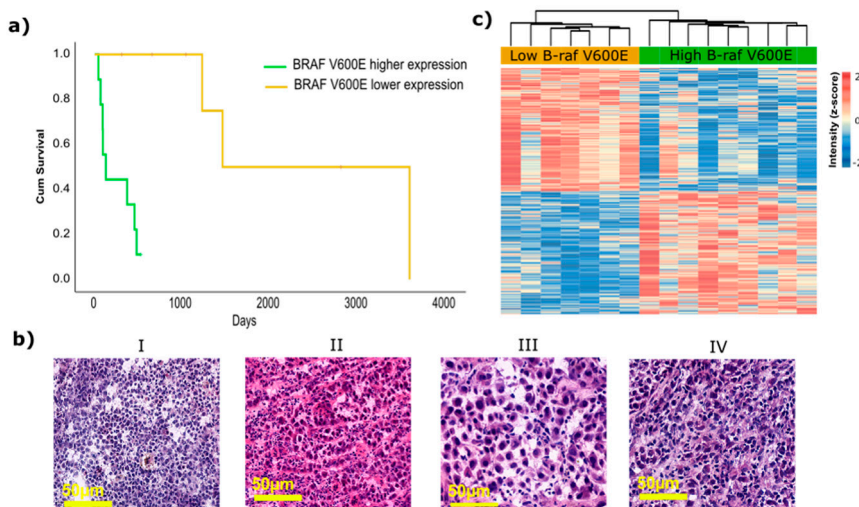 a)
1.0
0.8
0.6
0.4
0.2
0.0
Cum Survival
BRAF V600E higher expression
BRAF V600E lower expression
0
1000
2000
3000
4000
Days
c)
Low B-raf V600E
High B-raf V600E
2
0
-2
Intensity (z-score)
b)
I
II
III
IV
50μm
50μm
50μm
50μm